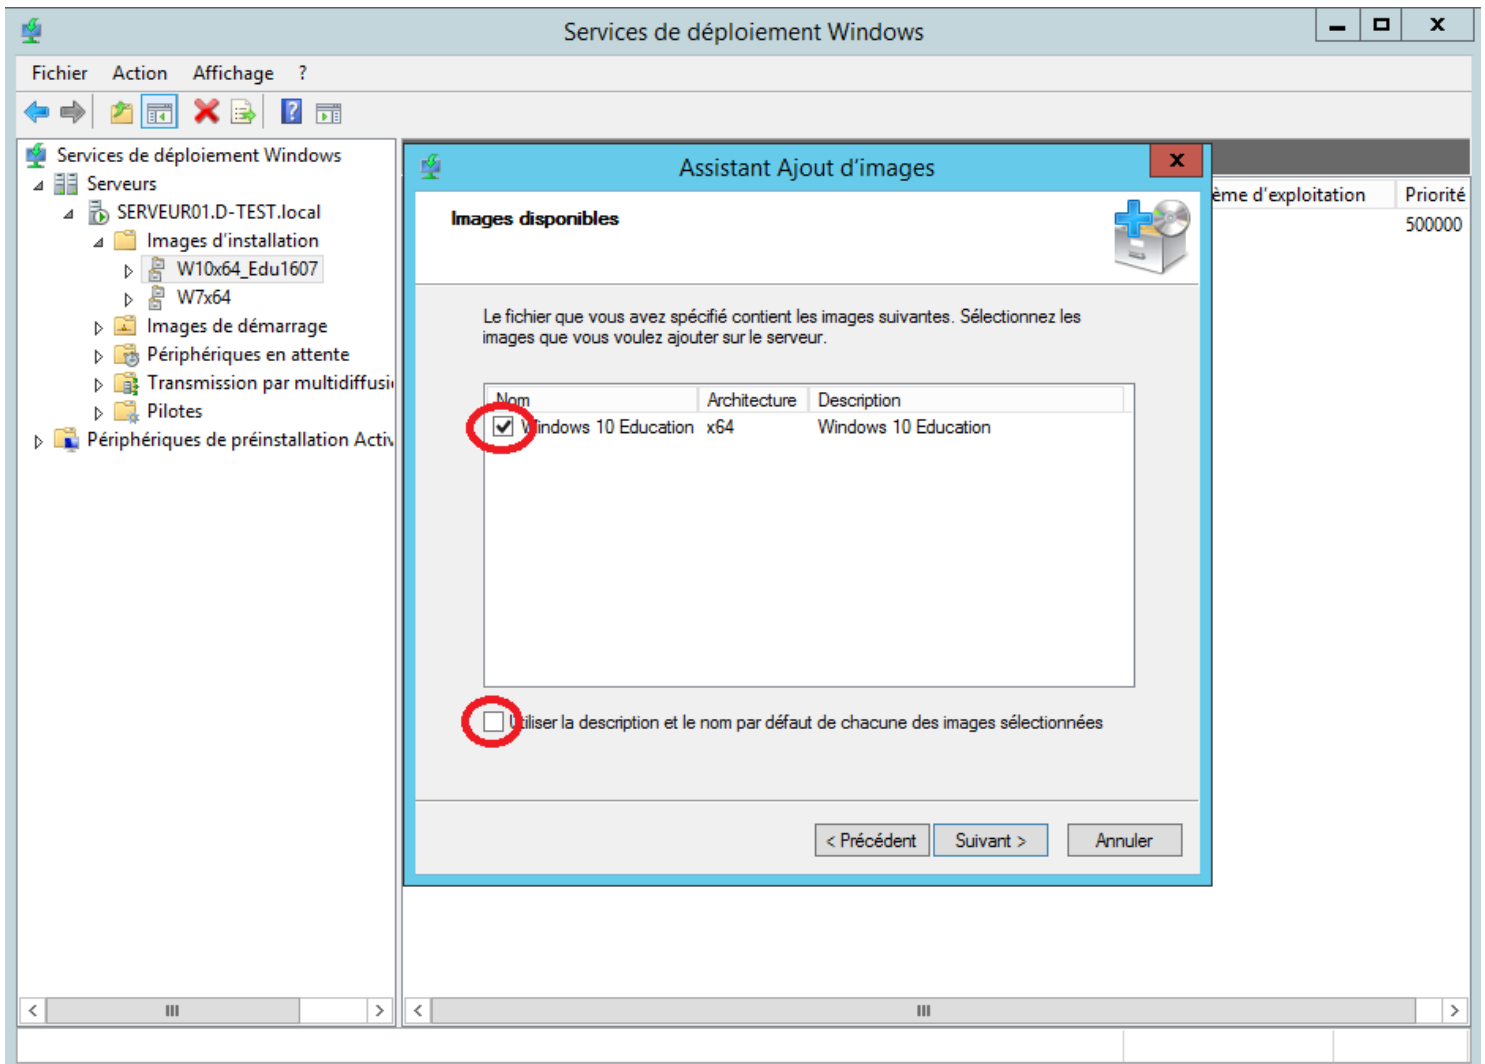 Services de déploiement Windows
Fichier Action Affichage ?
Services de déploiement Windows
Serveurs
SERVEUR01.D-TEST.local
Images d'installation
W10x64_Edu1607
W7x64
Images de démarrage
Périphériques en attente
Transmission par multidiffusi
Pilotes
Périphériques de préinstallation Activ
ème d'exploitation Priorité
500000
Assistant Ajout d'images
Images disponibles
Le fichier que vous avez spécifié contient les images suivantes. Sélectionnez les
images que vous voulez ajouter sur le serveur.
Nom Architecture Description
Windows 10 Education x64 Windows 10 Education
Utiliser la description et le nom par défaut de chacune des images sélectionnées
< Précédent Suivant > Annuler